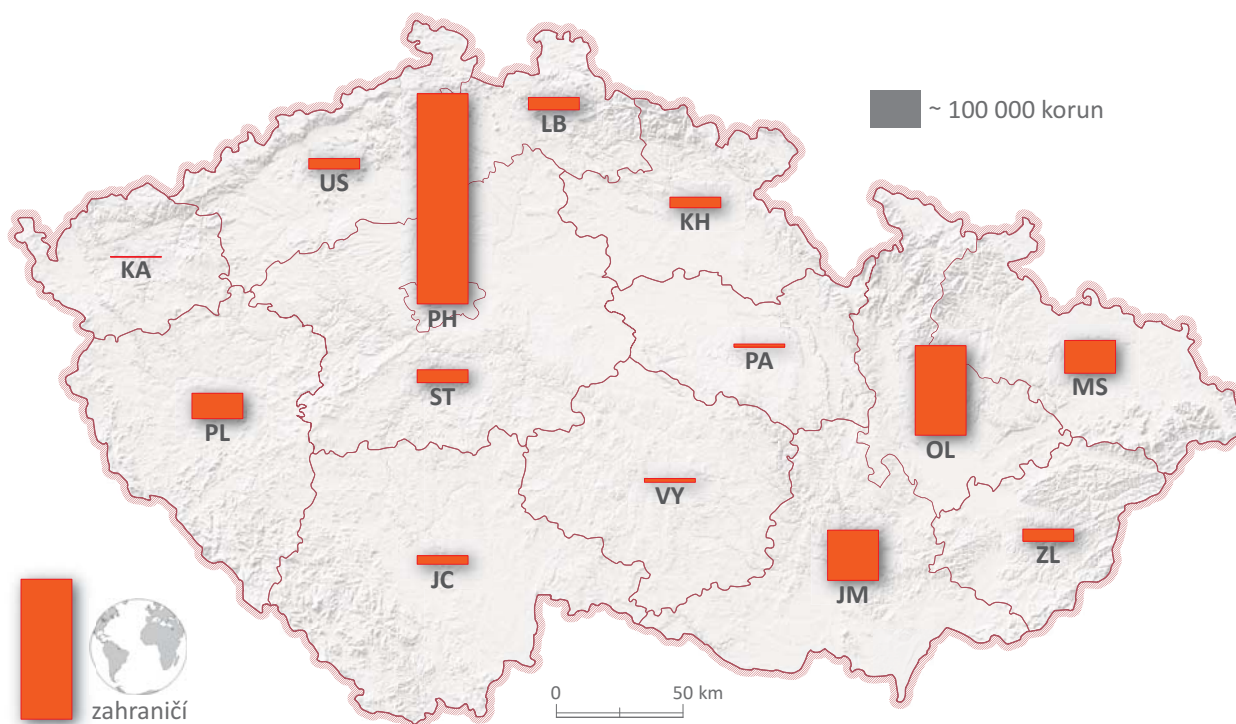 LB
~ 100 000 korun
US
KH
KA
PH
PA
MS
ST
PL
OL
VY
ZL
JC
JM
0 50 km
zahraničí